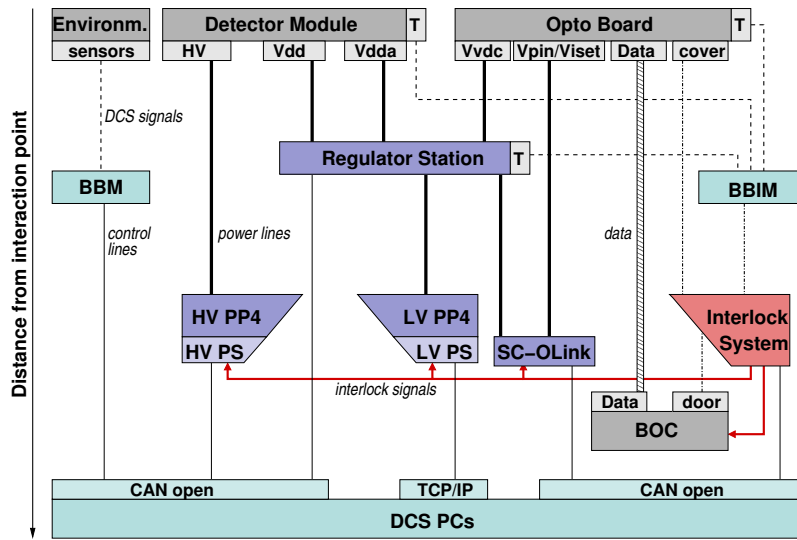 Environm.
Detector Module
T
Opto Board
T
sensors
HV
Vdd
Vdda
Vvdc
Vpin/Viset
Data
cover
DCS signals
Regulator Station
T
BBM
BBIM
control
lines
power lines
data
Distance from interaction point
HV PP4
LV PP4
Interlock
System
HV PS
LV PS
SC-OLink
interlock signals
Data
door
BOC
CAN open
TCP/IP
CAN open
DCS PCs